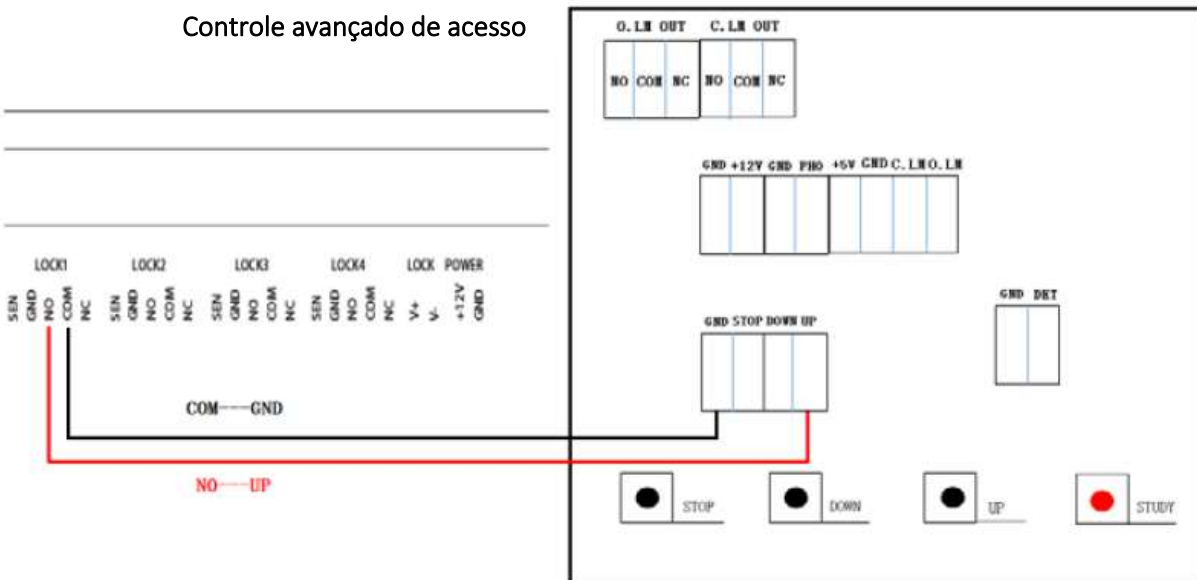 Controle avançado de acesso
O.LM OUT C.LM OUT
NO COM NC NO COM NC
GND +12V GND PHO +5V GND C.LM O.LM
LOCK1 LOCK2 LOCK3 LOCK4 LOCK POWER
SEN GND NO COM NC SEN GND NO COM NC SEN GND NO COM NC SEN GND NO COM NC V+ V- +12V GND
GND DKT
GND STOP DOWN UP
COM----GND
NO----UP
STOP DOWN UP STUDY